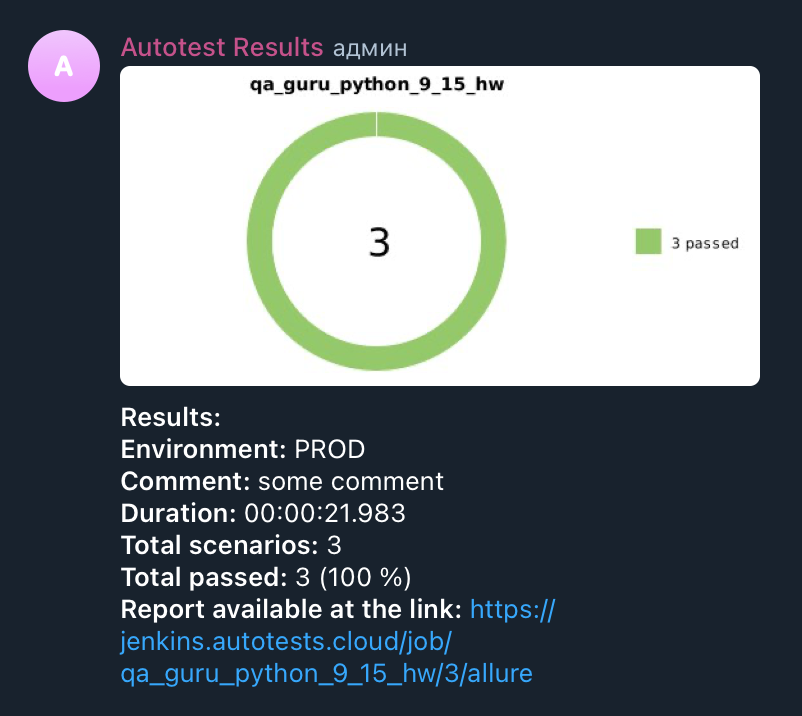 A
Autotest Results админ
qa_guru_python_9_15_hw
3
3 passed
Results:
Environment: PROD
Comment: some comment
Duration: 00:00:21.983
Total scenarios: 3
Total passed: 3 (100 %)
Report available at the link: https://
jenkins.autotests.cloud/job/
qa_guru_python_9_15_hw/3/allure